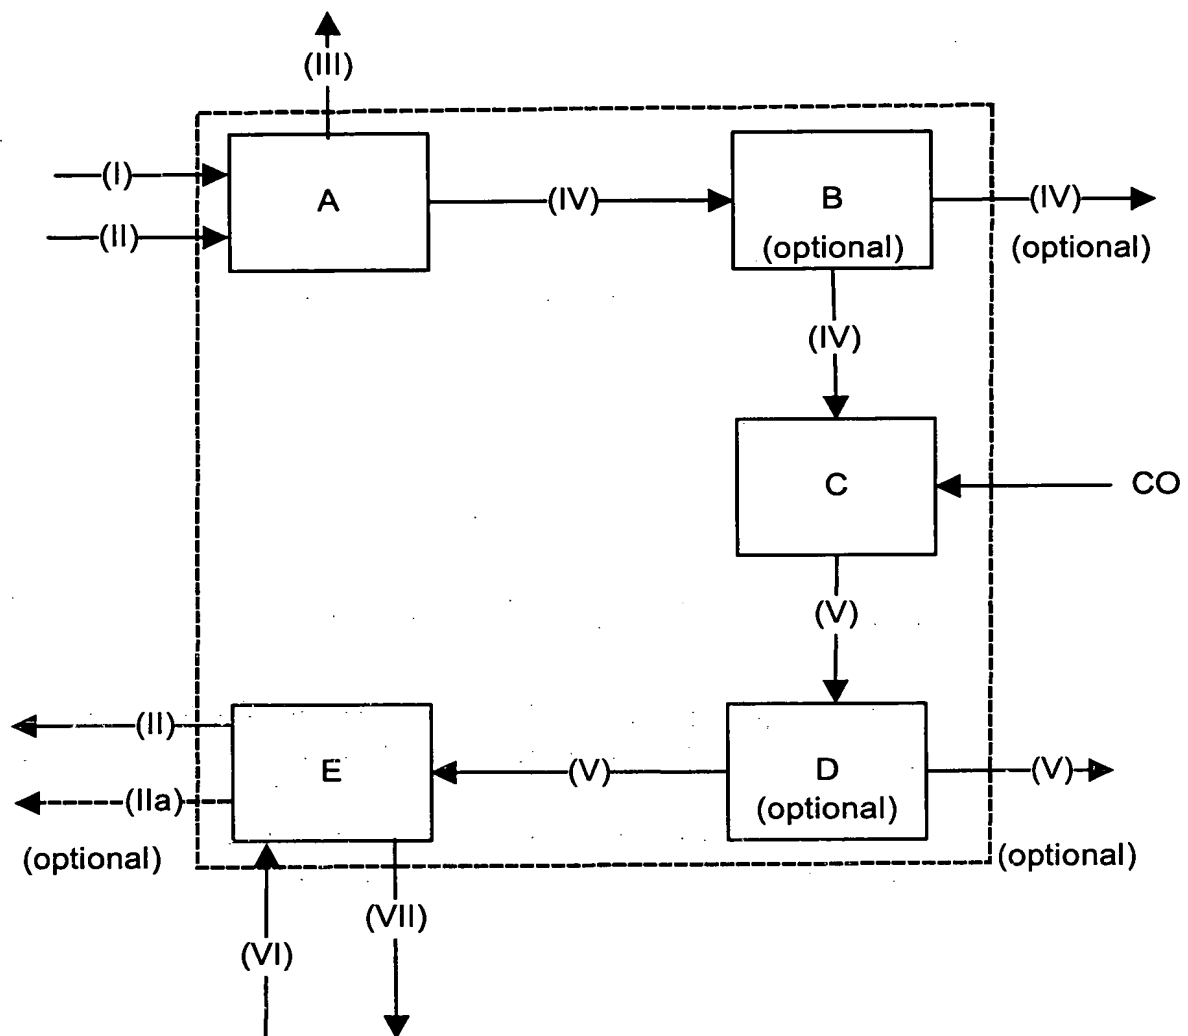 (III)
(I)
A
(IV)
B
(IV)
(II)
(optional)
(optional)
(IV)
C
CO
(V)
(II)
E
(V)
D
(V)
(IIa)
(optional)
(optional)
(optional)
(VII)
(VI)